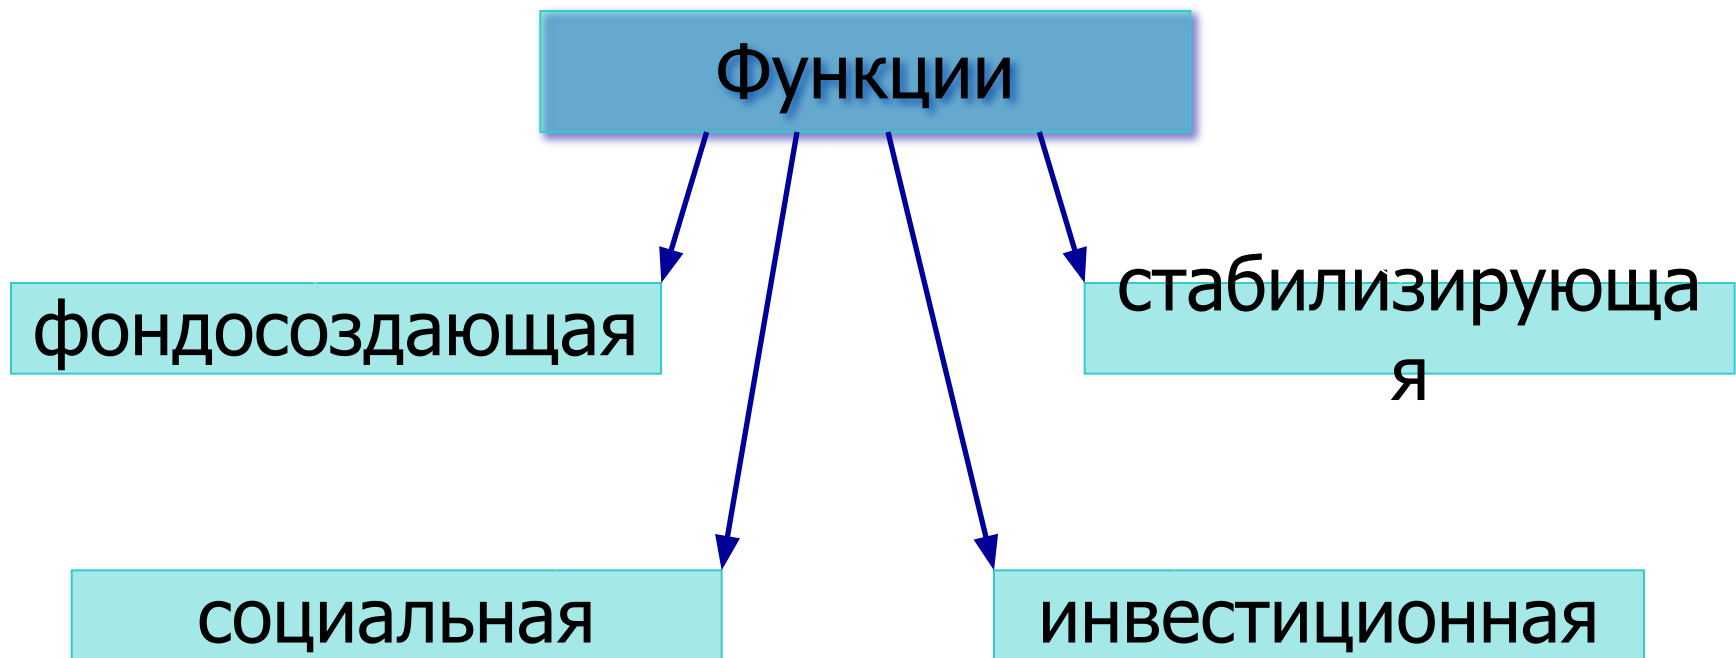 Функции
фондосоздающая
стабилизирующа
я
социальная
инвестиционная